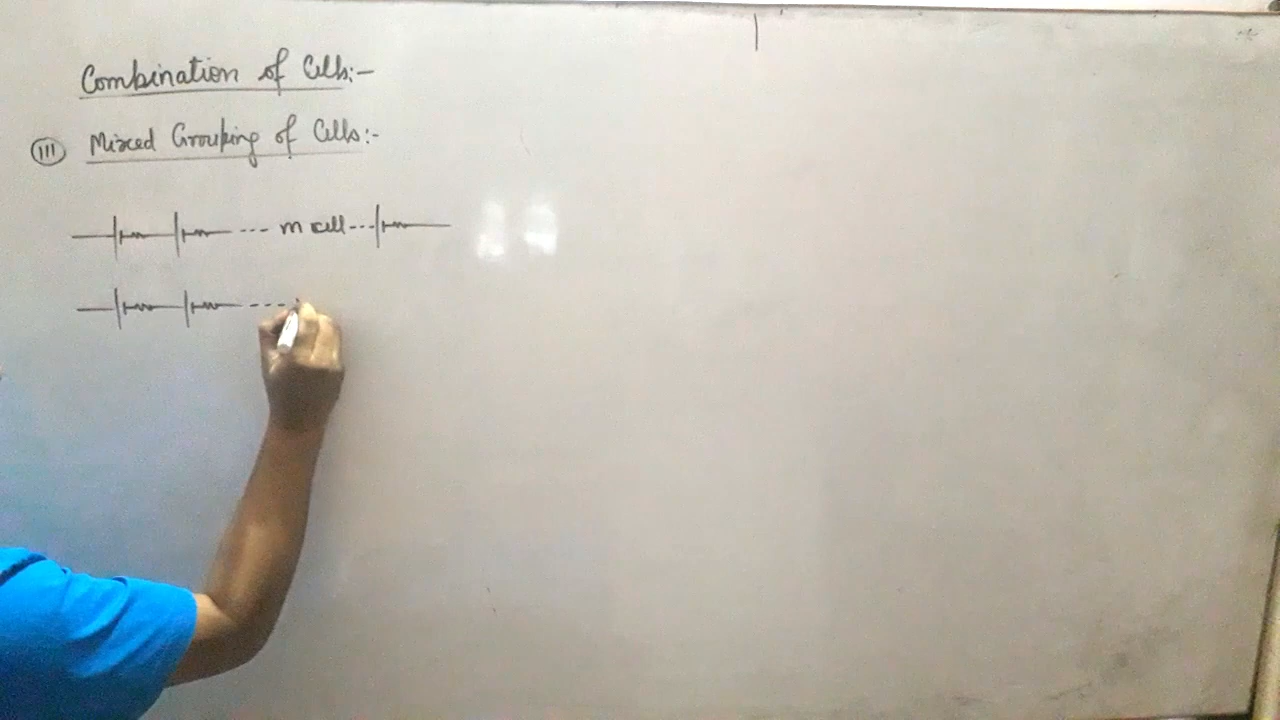 Combination of Cells:-
(III) Mixed Grouping of Cells:-
--- m cell ---
----